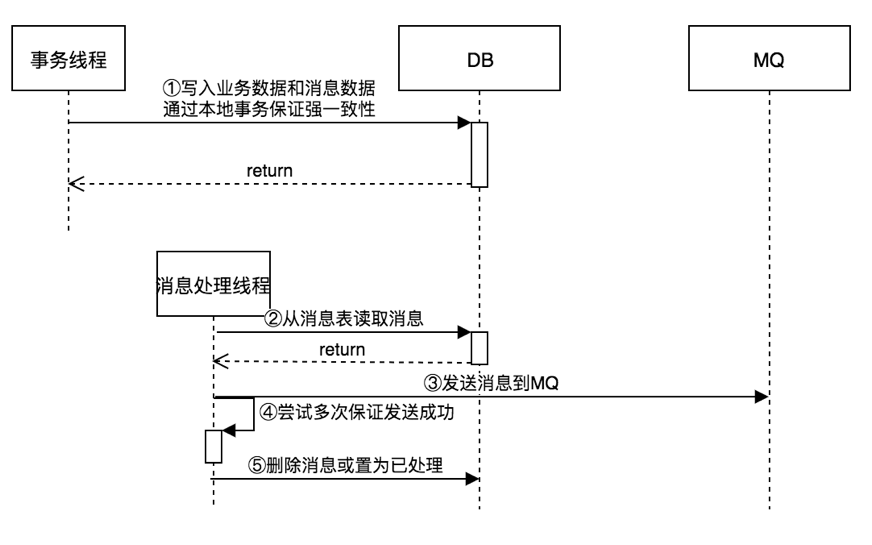 事务线程
DB
MQ
①写入业务数据和消息数据
通过本地事务保证强一致性
return
消息处理线程
②从消息表读取消息
return
③发送消息到MQ
④尝试多次保证发送成功
⑤删除消息或置为已处理